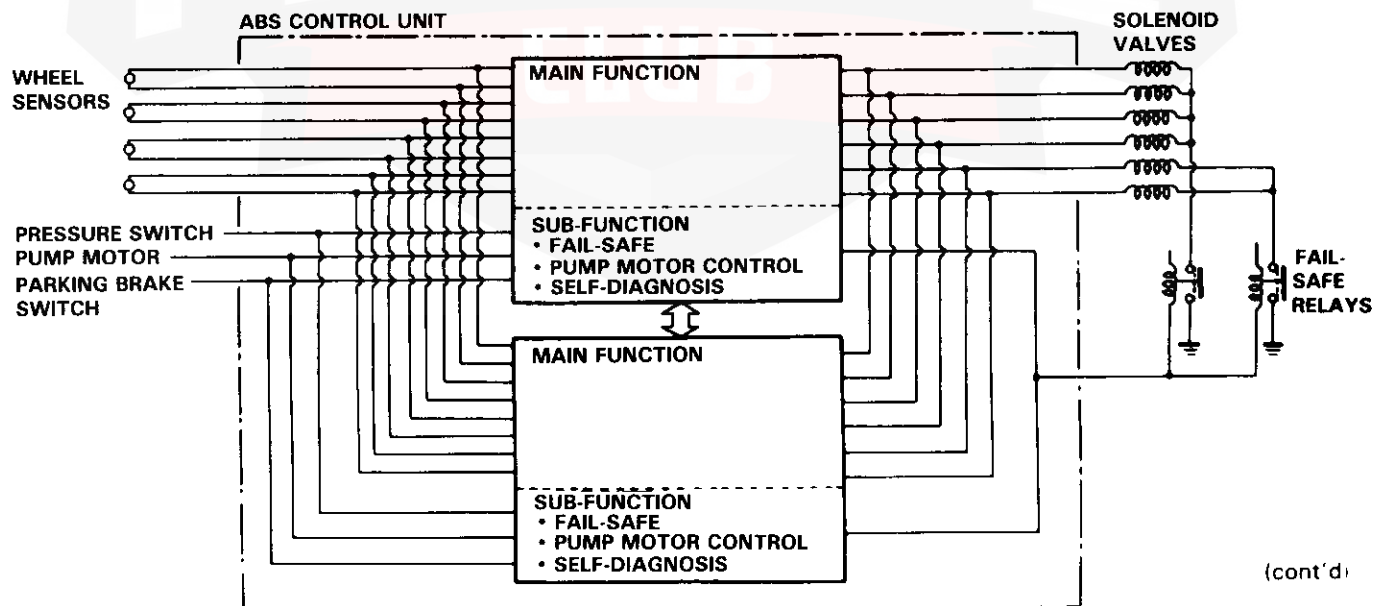 ABS CONTROL UNIT
SOLENOID
VALVES
WHEEL
SENSORS
CLUB
MAIN FUNCTION
SUB-FUNCTION
• FAIL-SAFE
• PUMP MOTOR CONTROL
• SELF-DIAGNOSIS
PRESSURE SWITCH
PUMP MOTOR
PARKING BRAKE
SWITCH
FAIL-
SAFE
RELAYS
MAIN FUNCTION
SUB-FUNCTION
• FAIL-SAFE
• PUMP MOTOR CONTROL
• SELF-DIAGNOSIS
(cont'd)